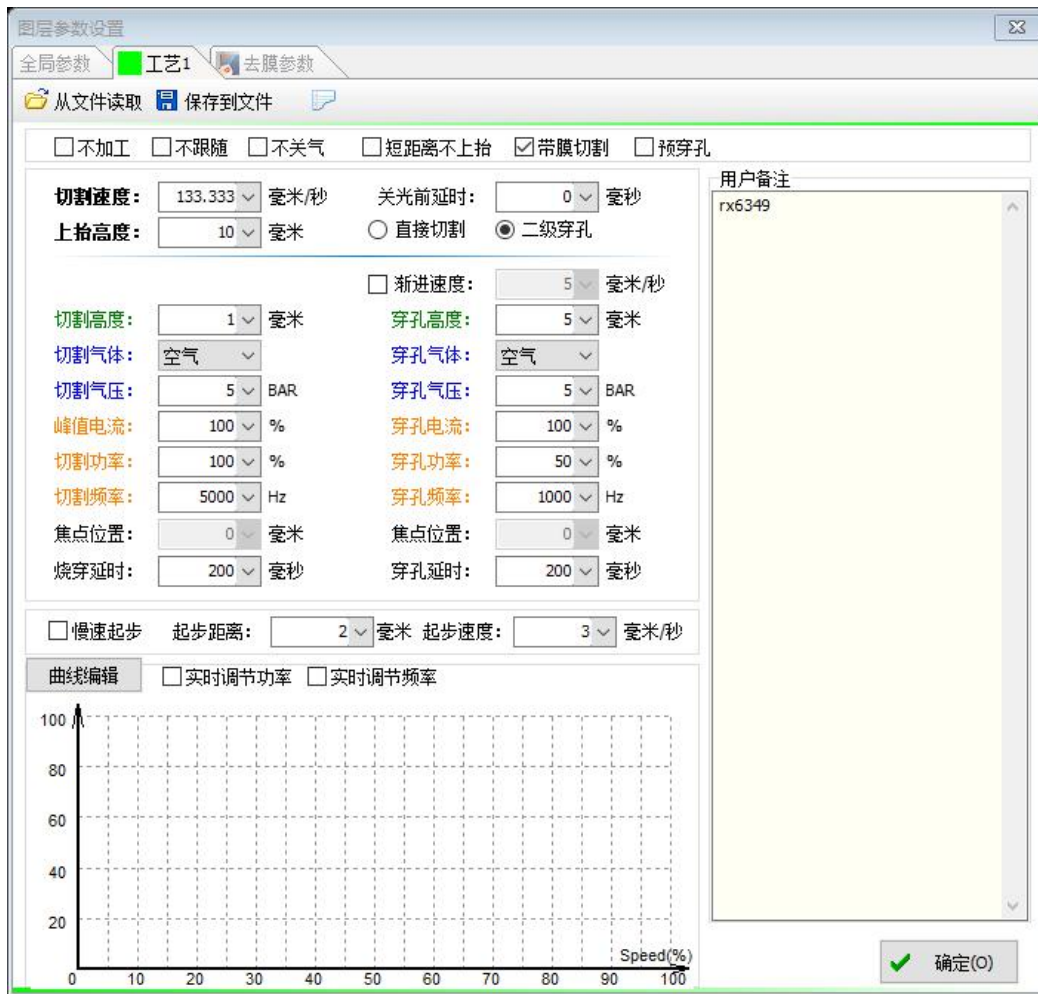 图层参数设置
全局参数 工艺1 去膜参数
从文件读取 保存到文件
不加工 不跟随 不关气 短距离不上抬 带膜切割 预穿孔
用户备注
rx6349
切割速度: 133.333 毫米/秒 关光前延时: 0 毫秒
上抬高度: 10 毫米 直接切割 二级穿孔
渐进速度: 5 毫米/秒
切割高度: 1 毫米 穿孔高度: 5 毫米
切割气体: 空气 穿孔气体: 空气
切割气压: 5 BAR 穿孔气压: 5 BAR
峰值电流: 100 % 穿孔电流: 100 %
切割功率: 100 % 穿孔功率: 50 %
切割频率: 5000 Hz 穿孔频率: 1000 Hz
焦点位置: 0 毫米 焦点位置: 0 毫米
烧穿延时: 200 毫秒 穿孔延时: 200 毫秒
慢速起步 起步距离: 2 毫米 起步速度: 3 毫米/秒
曲线编辑 实时调节功率 实时调节频率
100
80
60
40
20
Speed(%)
0 10 20 30 40 50 60 70 80 90 100
确定(O)